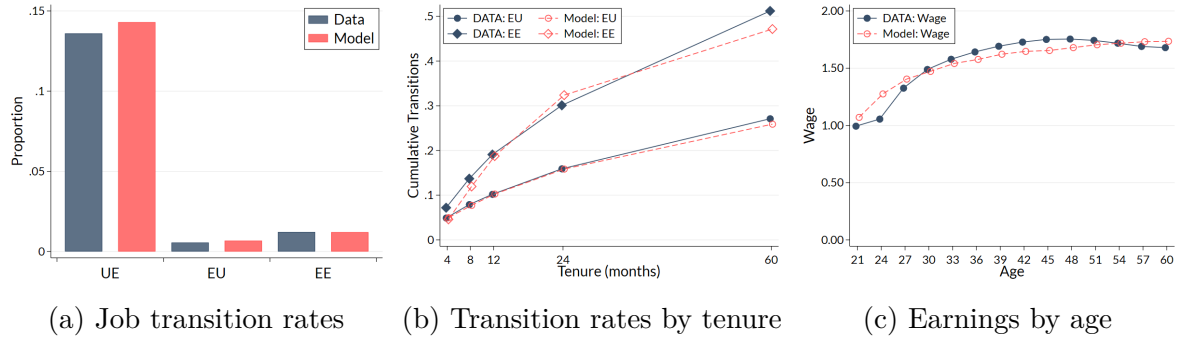 .15
.1
.05
0
Proportion
Data
Model
UE EU EE
(a) Job transition rates
.5
.4
.3
.2
.1
0
Cumulative Transitions
DATA: EU Model: EU
DATA: EE Model: EE
4 8 12 24 60
Tenure (months)
(b) Transition rates by tenure
2.00
1.50
1.00
0.50
0.00
Wage
DATA: Wage
Model: Wage
21 24 27 30 33 36 39 42 45 48 51 54 57 60
Age
(c) Earnings by age